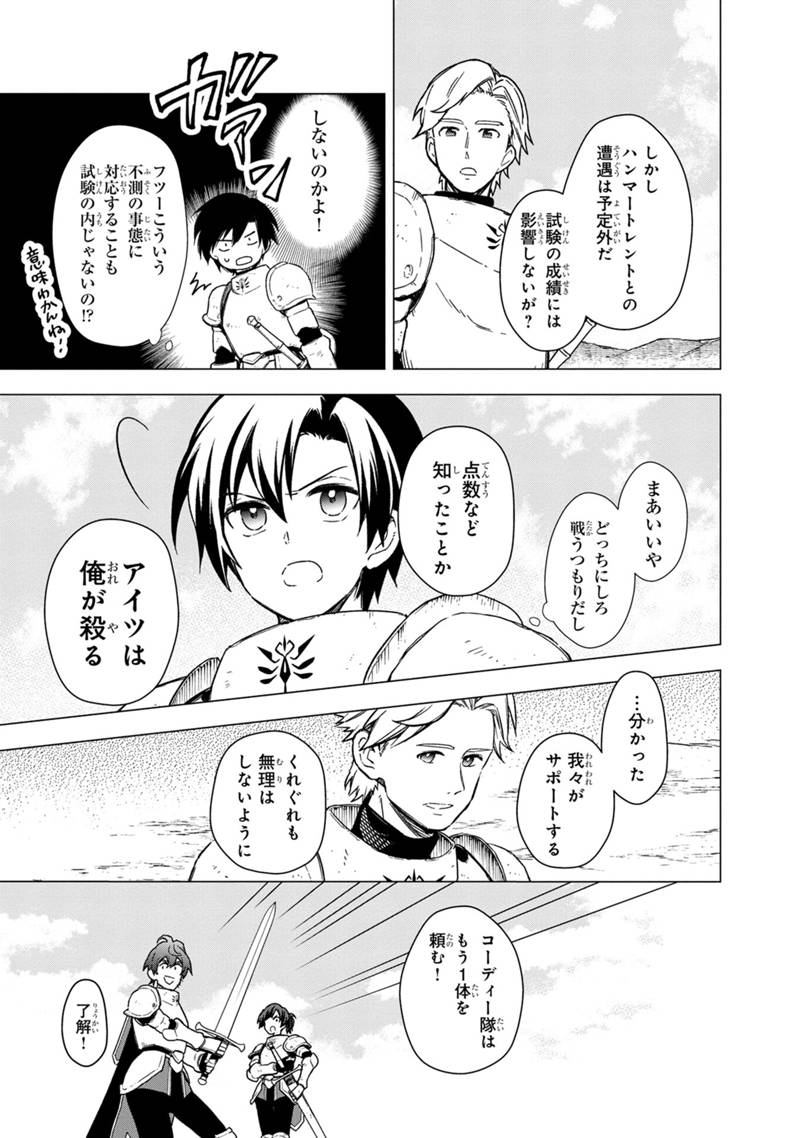 しかし
ハンマートレントとの
遭遇は予定外だ
試験の成績には
影響しないが?
ガアァン
しないのかよ!
フツーこういう
不測の事態に
対応することも
試験の内じゃないの!?
意味わかんね!
まあいいや
どっちにしろ
戦うつもりだし
点数など
知ったことか
アイツは
俺が殺る
…分かった
我々が
サポートする
くれぐれも
無理は
しないように
コーディー隊は
もう1体を
頼む!
了解!